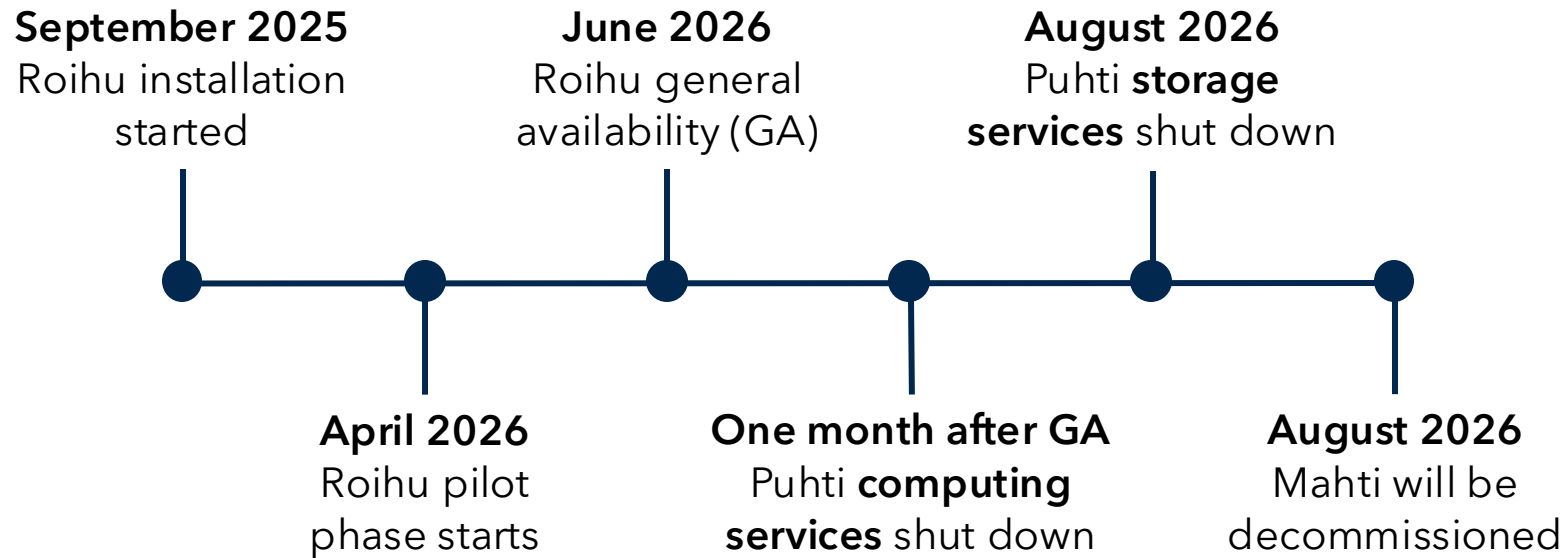 September 2025
Roihu installation
started
June 2026
Roihu general
availability (GA)
August 2026
Puhti storage
services shut down
April 2026
Roihu pilot
phase starts
One month after GA
Puhti computing
services shut down
August 2026
Mahti will be
decommissioned